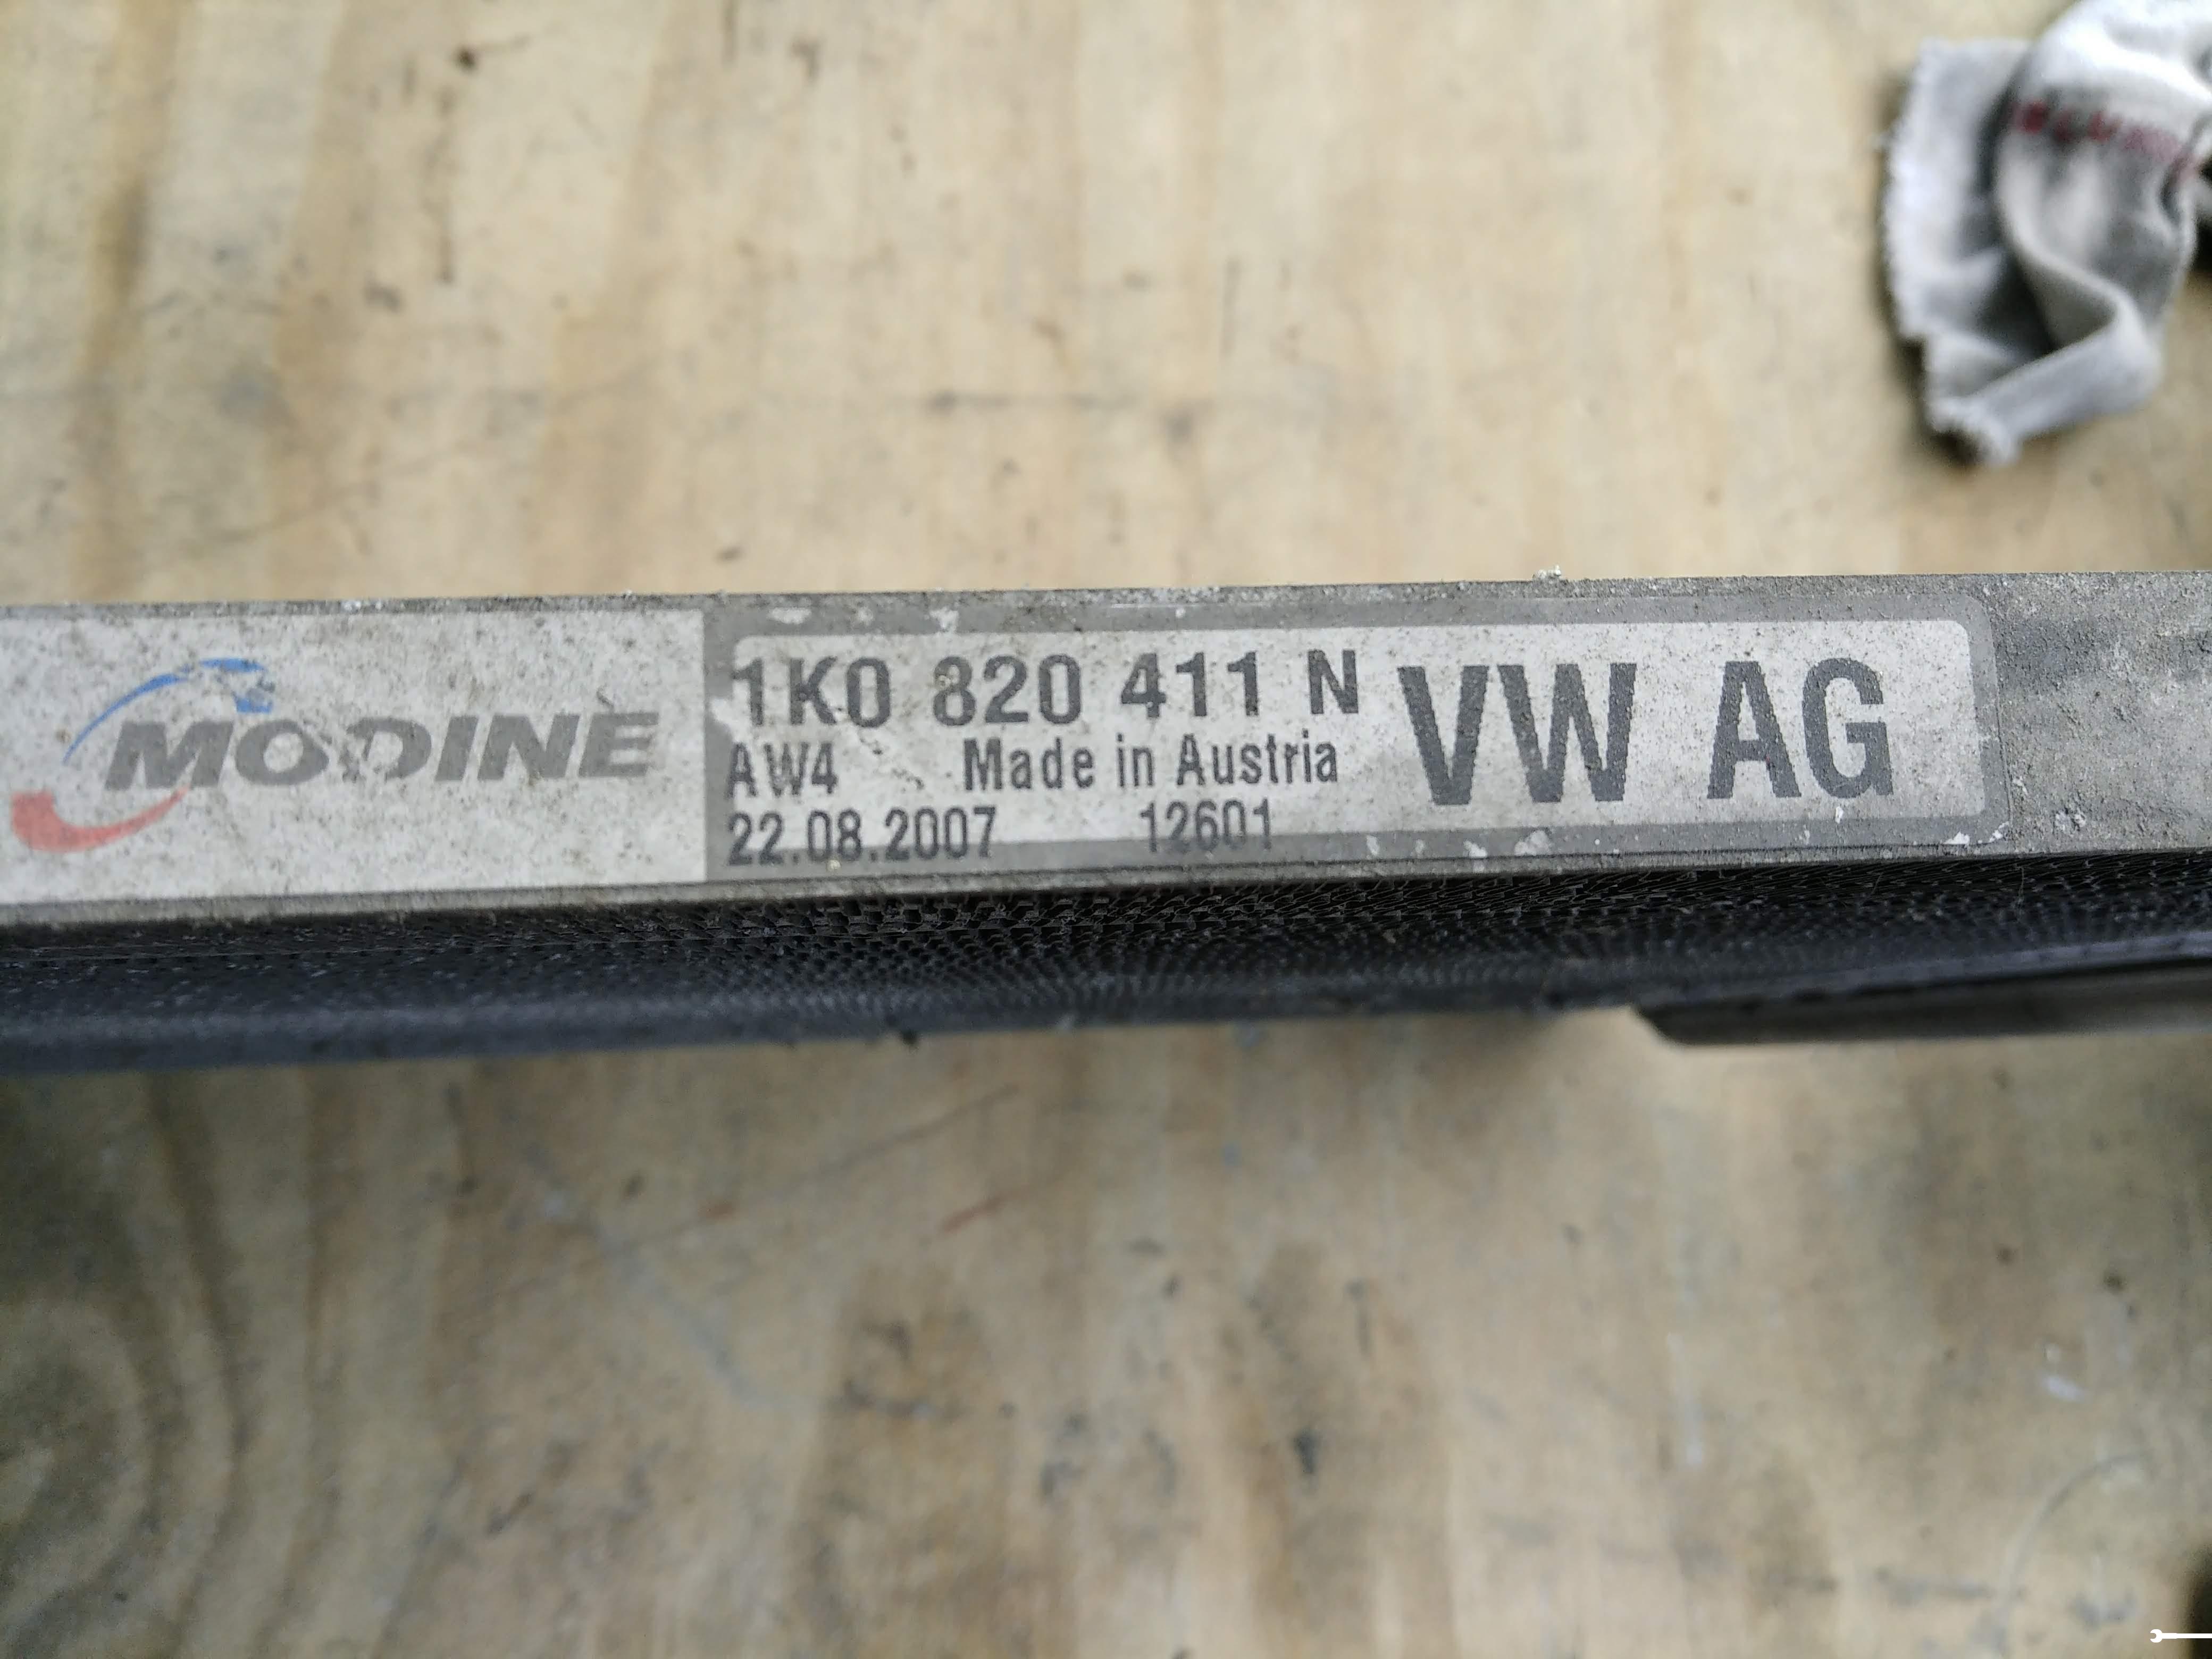 MODINE
1K0 820 411 N
VW AG
AW4 Made in Austria
22.08.2007 12601